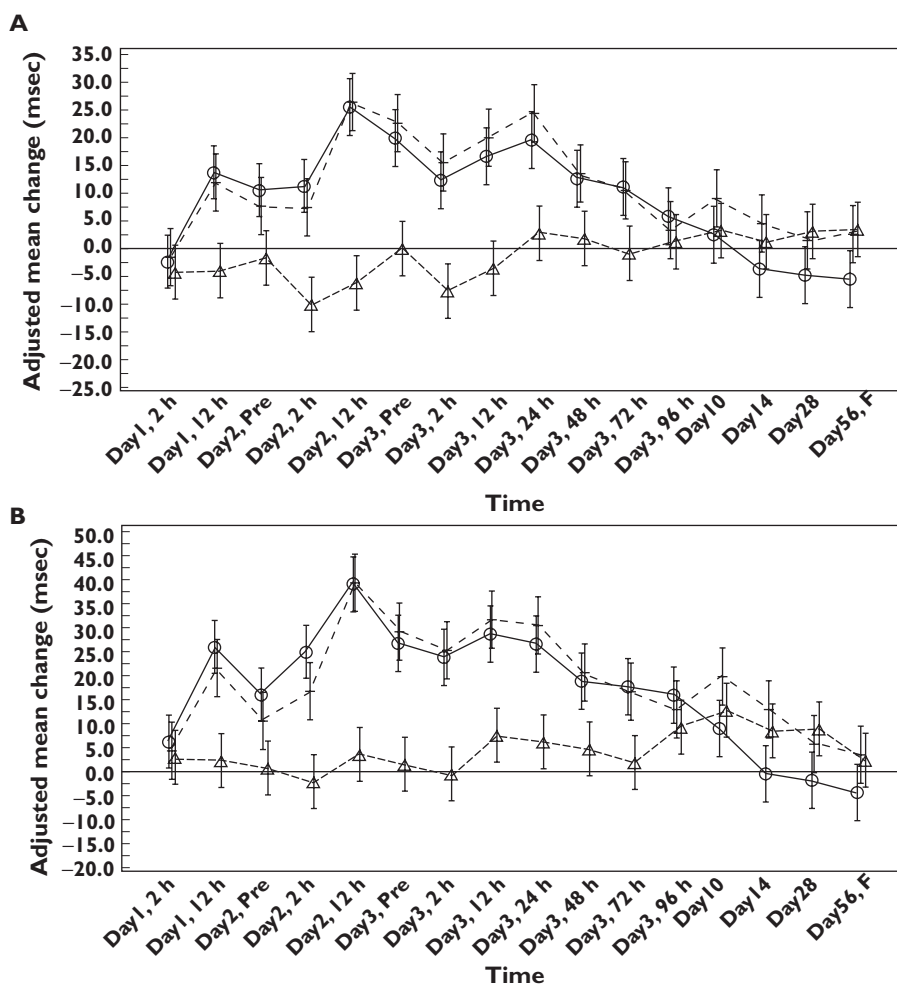 A
Adjusted mean change (msec)
35.0
30.0
25.0
20.0
15.0
10.0
5.0
0.0
−5.0
−10.0
−15.0
−20.0
−25.0
Day1, 2 h
Day1, 12 h
Day2, Pre
Day2, 2 h
Day2, 12 h
Day3, Pre
Day3, 2 h
Day3, 12 h
Day3, 24 h
Day3, 48 h
Day3, 72 h
Day3, 96 h
Day10
Day14
Day28
Day56, F
Time
B
Adjusted mean change (msec)
50.0
45.0
40.0
35.0
30.0
25.0
20.0
15.0
10.0
5.0
0.0
−5.0
−10.0
−15.0
−20.0
Day1, 2 h
Day1, 12 h
Day2, Pre
Day2, 2 h
Day2, 12 h
Day3, Pre
Day3, 2 h
Day3, 12 h
Day3, 24 h
Day3, 48 h
Day3, 72 h
Day3, 96 h
Day10
Day14
Day28
Day56, F
Time